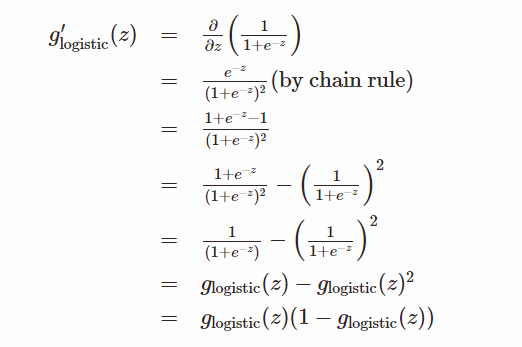 g′logistic(z) = ∂/∂z (1/(1+e^−z))
= e^−z/(1+e^−z)² (by chain rule)
= (1+e^−z−1)/(1+e^−z)²
= (1+e^−z)/(1+e^−z)² − (1/(1+e^−z))²
= 1/(1+e^−z) − (1/(1+e^−z))²
= glogistic(z) − glogistic(z)²
= glogistic(z)(1 − glogistic(z))